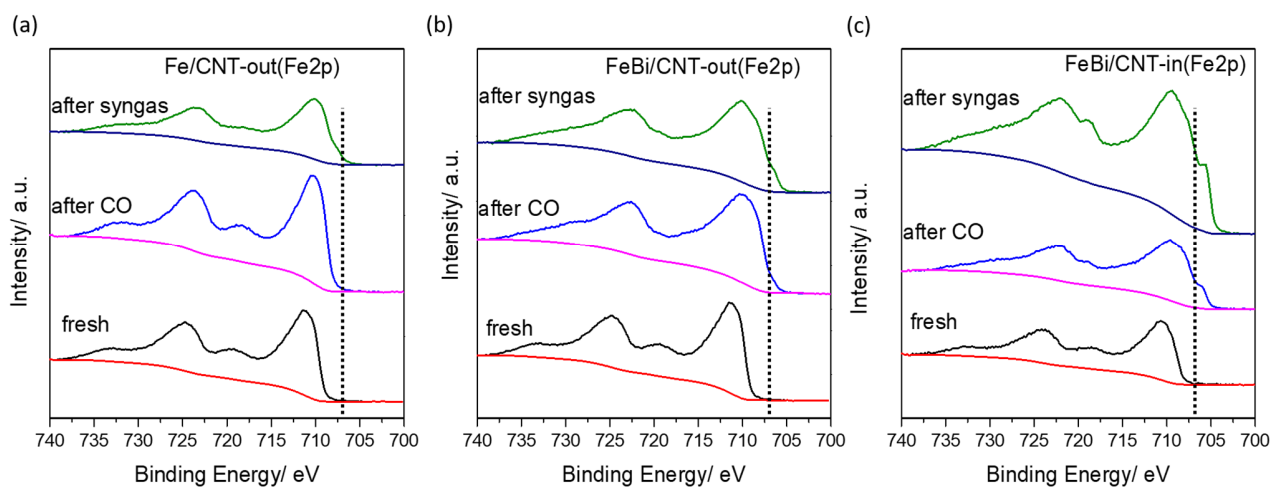 (a)
Fe/CNT-out(Fe2p)
after syngas
after CO
fresh
Intensity/ a.u.
740 735 730 725 720 715 710 705 700
Binding Energy/ eV
(b)
FeBi/CNT-out(Fe2p)
after syngas
after CO
fresh
Intensity/ a.u.
740 735 730 725 720 715 710 705 700
Binding Energy/ eV
(c)
FeBi/CNT-in(Fe2p)
after syngas
after CO
fresh
Intensity/ a.u.
740 735 730 725 720 715 710 705 700
Binding Energy/ eV